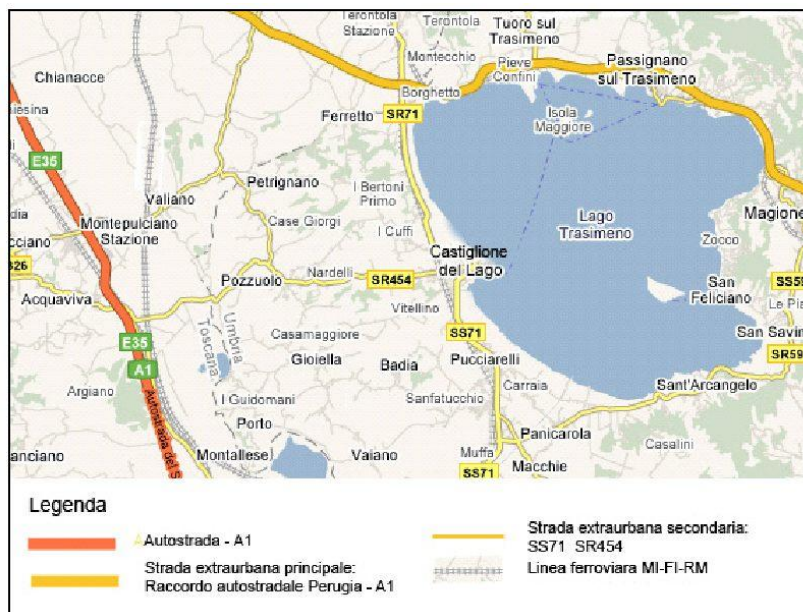 Terontola
Stazione
Terontola
Tuoro sul
Trasimeno
Montecchio
Pieve
Confini
Passignano
sul Trasimeno
Chianacce
Borghetto
Ferretto
SR71
Isola
Maggiore
E35
Petrignano
I Bertoni
Primo
Valiano
Case Giorgi
Lago
Trasimeno
Magione
Montepulciano
Stazione
I Cuffi
Castiglione
del Lago
Zocco
Pozzuolo
Nardelli
SR454
San
Feliciano
Acquaviva
Vitellino
Umbria
Toscana
E35
Casamaggiore
SS71
San Savin
A1
Gioiella
Badia
Pucciarelli
SR59
Argiano
Carraia
Sant'Arcangelo
I Guidomani
Sanfatucchio
Autostrada del S
Porto
Panicarola
Casalini
Montallese
Vaiano
Muffa
Macchie
SS71
Legenda
Autostrada - A1
Strada extraurbana principale:
Raccordo autostradale Perugia - A1
Strada extraurbana secondaria:
SS71 SR454
Linea ferroviara MI-FI-RM